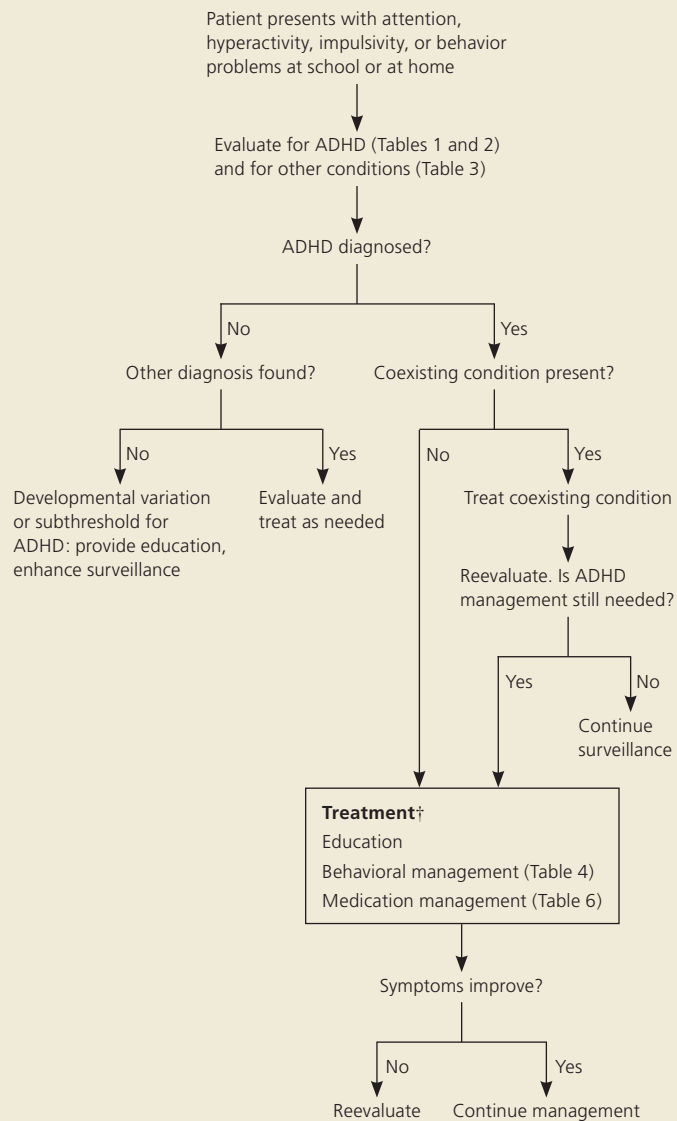 Patient presents with attention,
hyperactivity, impulsivity, or behavior
problems at school or at home
Evaluate for ADHD (Tables 1 and 2)
and for other conditions (Table 3)
ADHD diagnosed?
No
Yes
Other diagnosis found?
Coexisting condition present?
No
Yes
No
Yes
Developmental variation
or subthreshold for
ADHD: provide education,
enhance surveillance
Evaluate and
treat as needed
Treat coexisting condition
Reevaluate. Is ADHD
management still needed?
Yes
No
Continue
surveillance
Treatment†
Education
Behavioral management (Table 4)
Medication management (Table 6)
Symptoms improve?
No
Yes
Reevaluate
Continue management